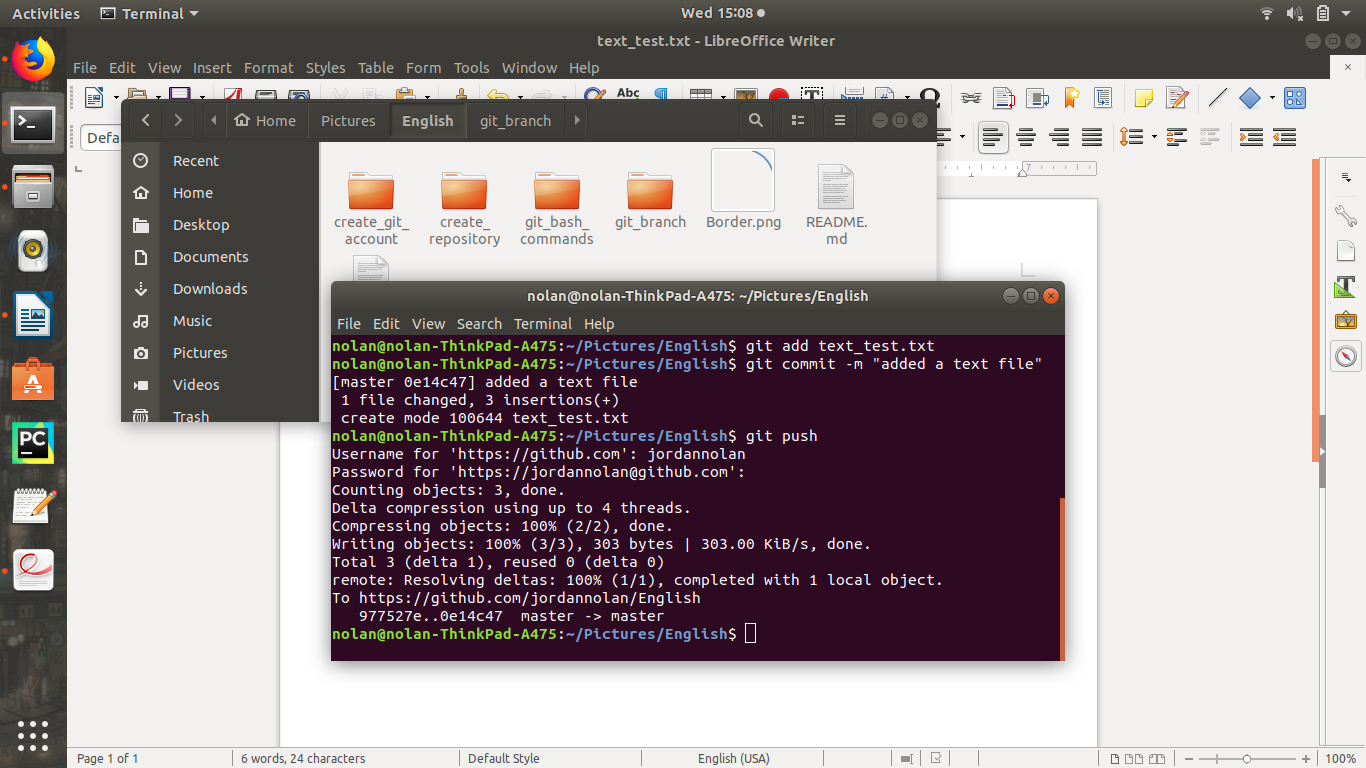 Activities Terminal Wed 15:08
text_test.txt - LibreOffice Writer
File Edit View Insert Format Styles Table Form Tools Window Help
Abc
Defa
7
Home Pictures English git_branch
Recent
Home
Desktop
Documents
Downloads
Music
Pictures
Videos
Trash
create_git_
account
create_
repository
git_bash_
commands
git_branch
Border.png
README.
md
nolan@nolan-ThinkPad-A475: ~/Pictures/English
File Edit View Search Terminal Help
nolan@nolan-ThinkPad-A475:~/Pictures/English$ git add text_test.txt
nolan@nolan-ThinkPad-A475:~/Pictures/English$ git commit -m "added a text file"
[master 0e14c47] added a text file
 1 file changed, 3 insertions(+)
 create mode 100644 text_test.txt
nolan@nolan-ThinkPad-A475:~/Pictures/English$ git push
Username for 'https://github.com': jordannolan
Password for 'https://jordannolan@github.com':
Counting objects: 3, done.
Delta compression using up to 4 threads.
Compressing objects: 100% (2/2), done.
Writing objects: 100% (3/3), 303 bytes | 303.00 KiB/s, done.
Total 3 (delta 1), reused 0 (delta 0)
remote: Resolving deltas: 100% (1/1), completed with 1 local object.
To https://github.com/jordannolan/English
   977527e..0e14c47  master -> master
nolan@nolan-ThinkPad-A475:~/Pictures/English$
PC
Page 1 of 1 6 words, 24 characters Default Style English (USA) 100%